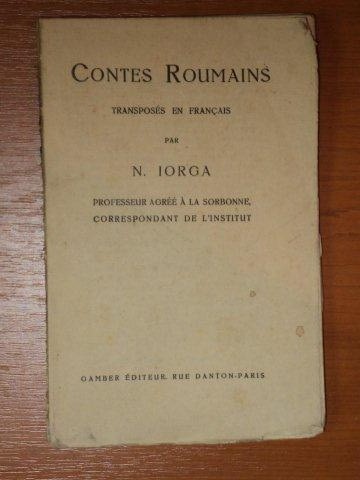 CONTES ROUMAINS
TRANSPOSÉS EN FRANÇAIS
PAR
N. IORGA
PROFESSEUR AGRÉÉ À LA SORBONNE,
CORRESPONDANT DE L'INSTITUT
GAMBER ÉDITEUR. RUE DANTON-PARIS